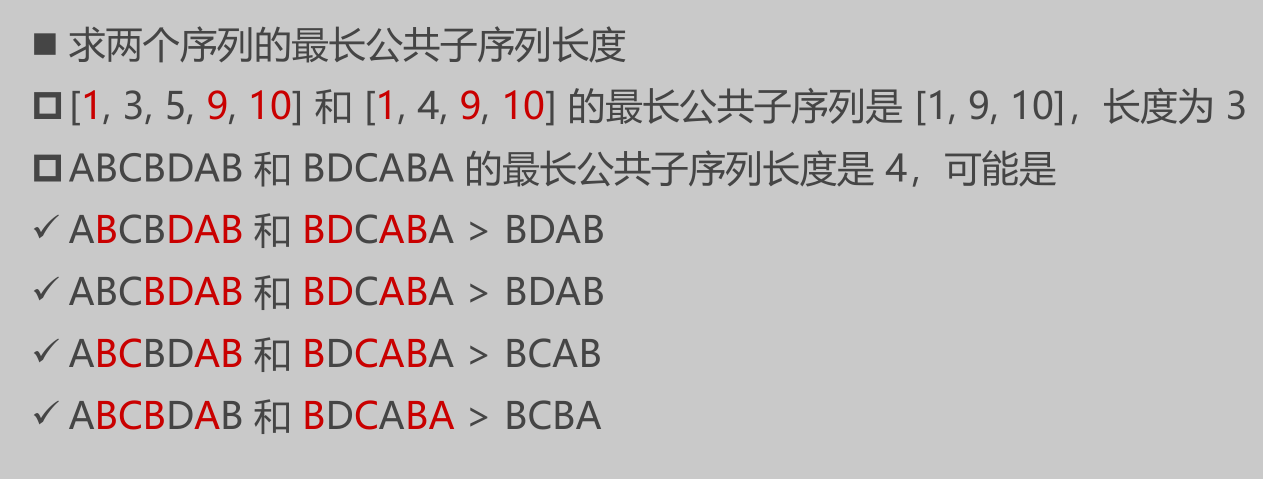 ■ 求两个序列的最长公共子序列长度
◻ [1, 3, 5, 9, 10] 和 [1, 4, 9, 10] 的最长公共子序列是 [1, 9, 10]，长度为 3
◻ ABCBDAB 和 BDCABA 的最长公共子序列长度是 4，可能是
✓ ABCBDAB 和 BDCABA > BDAB
✓ ABCBDAB 和 BDCABA > BDAB
✓ ABCBDAB 和 BDCABA > BCAB
✓ ABCBDAB 和 BDCABA > BCBA